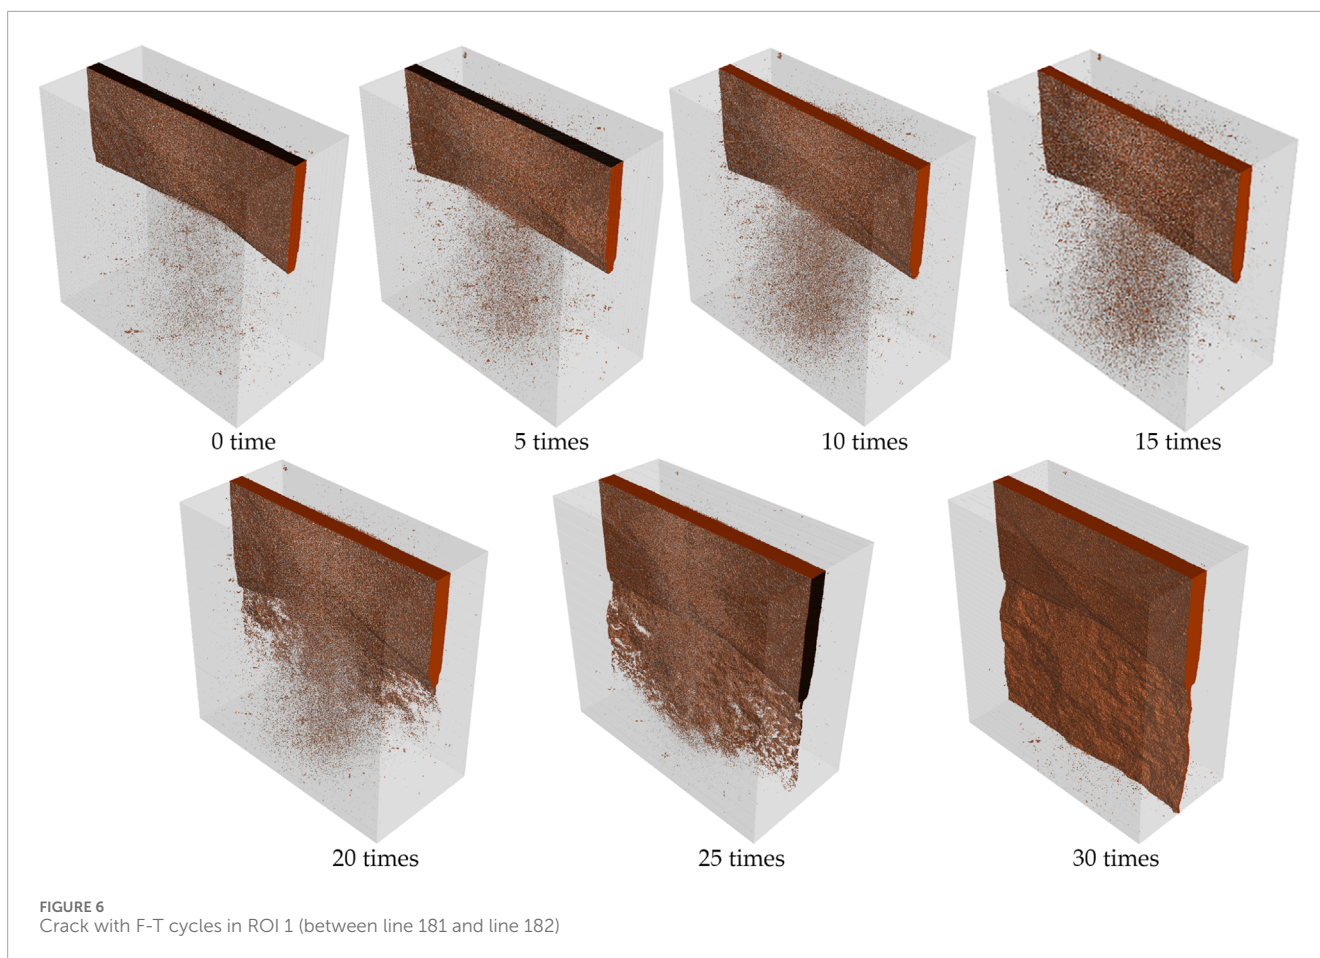 0 time
5 times
10 times
15 times
20 times
25 times
30 times
FIGURE 6
Crack with F-T cycles in ROI 1 (between line 181 and line 182)